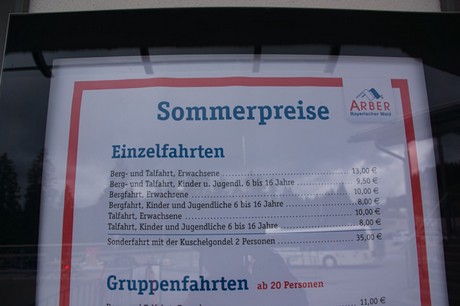 ARBER
Bayerischer Wald
Sommerpreise
Einzelfahrten
Berg- und Talfahrt, Erwachsene 13,00 €
Berg- und Talfahrt, Kinder u. Jugendl. 6 bis 16 Jahre 9,50 €
Bergfahrt, Erwachsene 10,00 €
Bergfahrt, Kinder und Jugendliche 6 bis 16 Jahre 8,00 €
Talfahrt, Erwachsene 10,00 €
Talfahrt, Kinder und Jugendliche 6 bis 16 Jahre 8,00 €
Sonderfahrt mit der Kuschelgondel 2 Personen 35,00 €
Gruppenfahrten ab 20 Personen
11,00 €